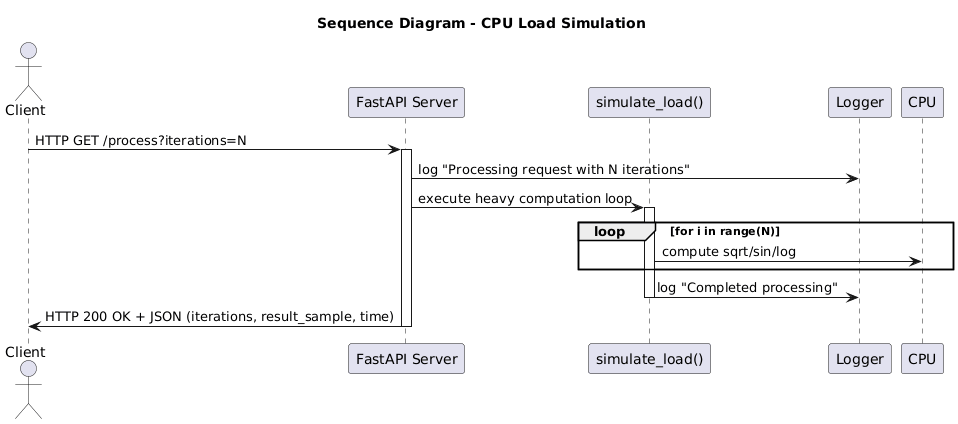 Sequence Diagram - CPU Load Simulation
Client
FastAPI Server
simulate_load()
Logger
CPU
HTTP GET /process?iterations=N
log "Processing request with N iterations"
execute heavy computation loop
loop
[for i in range(N)]
compute sqrt/sin/log
log "Completed processing"
HTTP 200 OK + JSON (iterations, result_sample, time)
Client
FastAPI Server
simulate_load()
Logger
CPU